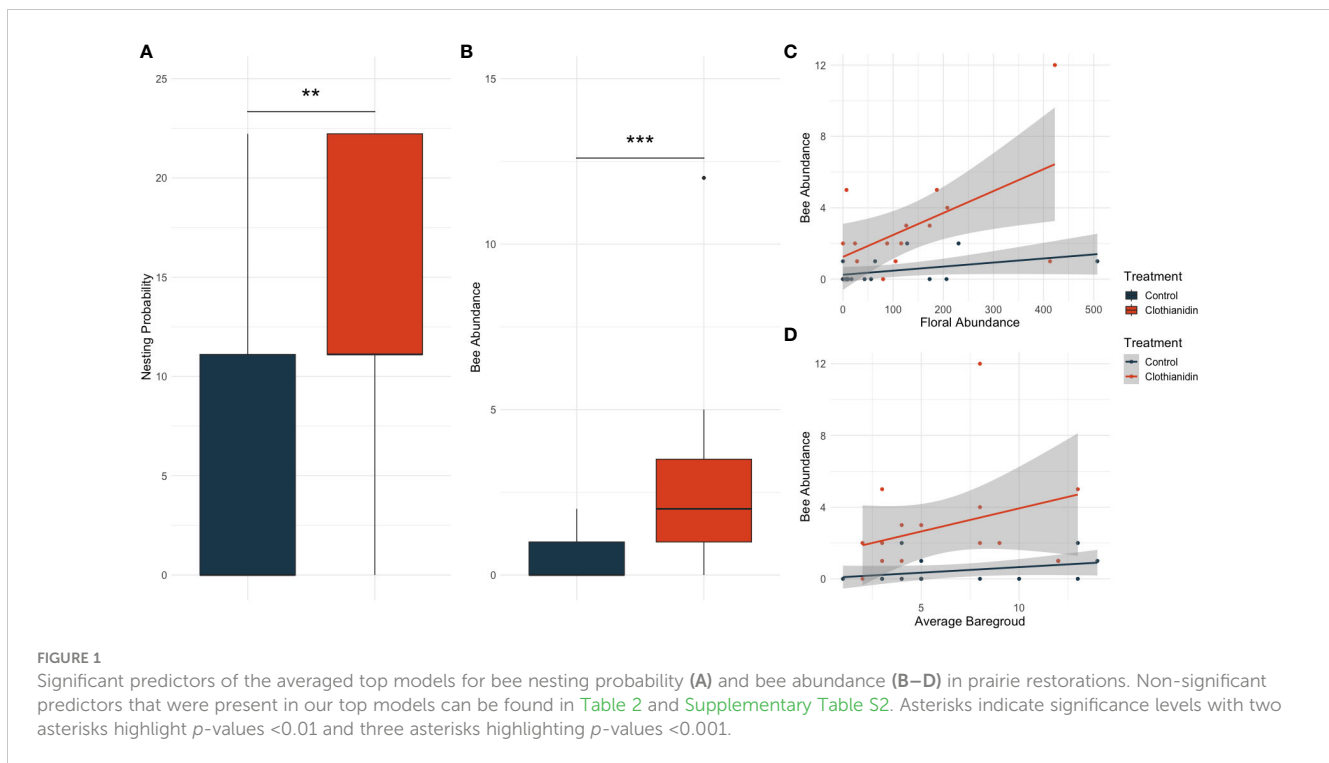 A
B
C
D
25
20
15
10
5
0
Nesting Probability
**
15
10
5
0
Bee Abundance
***
12
8
4
0
Bee Abundance
0 100 200 300 400 500
Floral Abundance
Treatment
Control
Clothianidin
12
8
4
0
Bee Abundance
5 10
Average Baregroud
Treatment
Control
Clothianidin
FIGURE 1
Significant predictors of the averaged top models for bee nesting probability (A) and bee abundance (B–D) in prairie restorations. Non-significant
predictors that were present in our top models can be found in Table 2 and Supplementary Table S2. Asterisks indicate significance levels with two
asterisks highlight p-values <0.01 and three asterisks highlighting p-values <0.001.